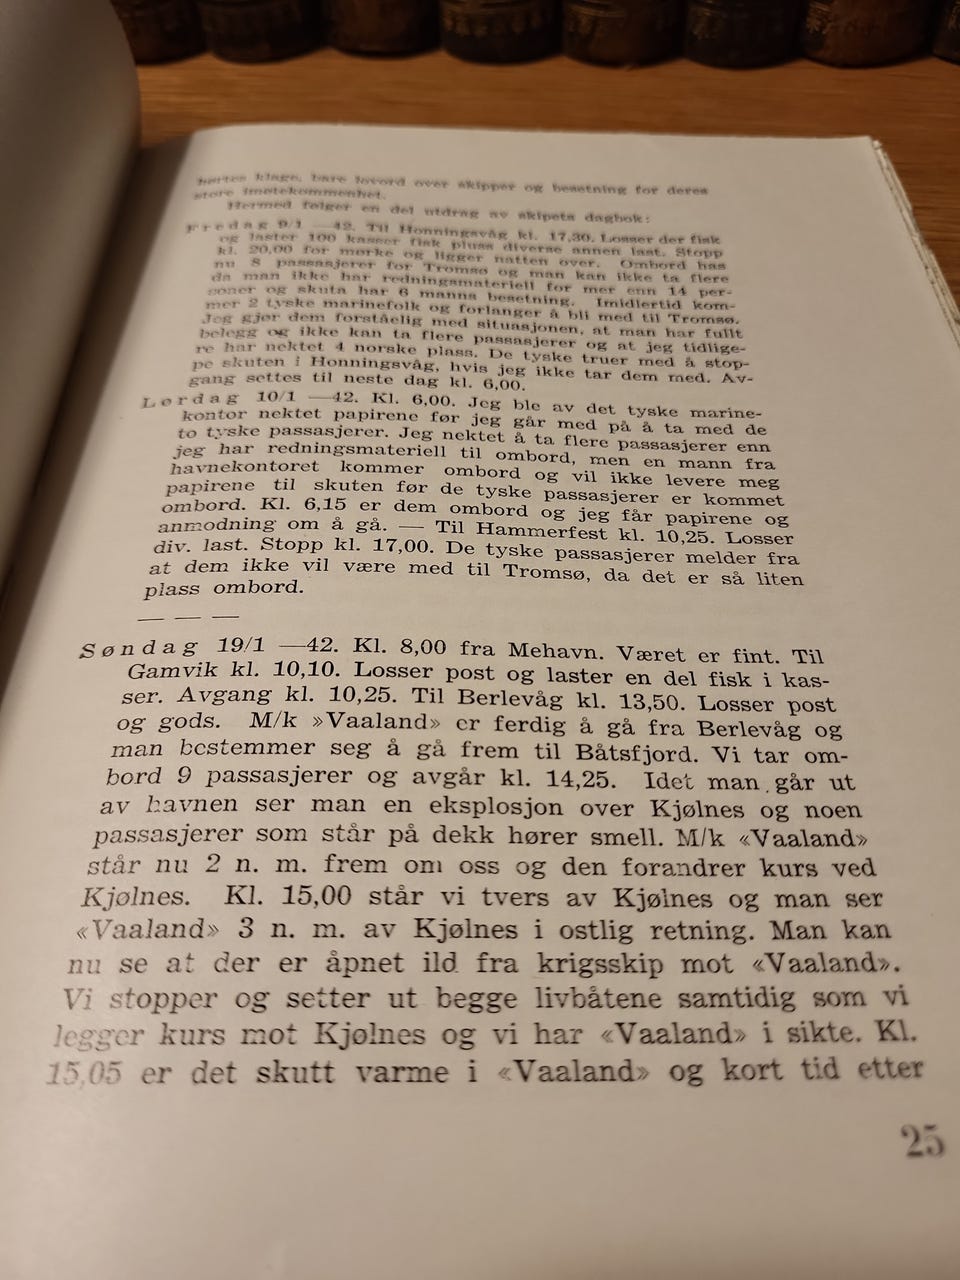 hørtes klage, bare lovord over skipper og besetning for deres
store imøtekommenhet.
Hermed følger en del utdrag av skipets dagbok:
Fredag 9/1 —42. Til Honningsvåg kl. 17,30. Losser der fisk
og laster 100 kasser fisk pluss diverse annen last. Stopp
kl. 20,00 for mørke og ligger natten over. Ombord has
nu 8 passasjerer for Tromsø og man kan ikke ta flere
da man ikke har redningsmateriell for mer enn 14 per-
soner og skuta har 6 manns besetning. Imidlertid kom-
mer 2 tyske marinefolk og forlanger å bli med til Tromsø.
Jeg gjør dem forståelig med situasjonen, at man har fullt
belegg og ikke kan ta flere passasjerer og at jeg tidlige-
re har nektet 4 norske plass. De tyske truer med å stop-
pe skuten i Honningsvåg, hvis jeg ikke tar dem med. Av-
gang settes til neste dag kl. 6,00.
Lørdag 10/1 —42. Kl. 6,00. Jeg ble av det tyske marine-
kontor nektet papirene før jeg går med på å ta med de
to tyske passasjerer. Jeg nektet å ta flere passasjerer enn
jeg har redningsmateriell til ombord, men en mann fra
havnekontoret kommer ombord og vil ikke levere meg
papirene til skuten før de tyske passasjerer er kommet
ombord. Kl. 6,15 er dem ombord og jeg får papirene og
anmodning om å gå. — Til Hammerfest kl. 10,25. Losser
div. last. Stopp kl. 17,00. De tyske passasjerer melder fra
at dem ikke vil være med til Tromsø, da det er så liten
plass ombord.
— — —
Søndag 19/1 —42. Kl. 8,00 fra Mehavn. Været er fint. Til
Gamvik kl. 10,10. Losser post og laster en del fisk i kas-
ser. Avgang kl. 10,25. Til Berlevåg kl. 13,50. Losser post
og gods. M/k »Vaaland» er ferdig å gå fra Berlevåg og
man bestemmer seg å gå frem til Båtsfjord. Vi tar om-
bord 9 passasjerer og avgår kl. 14,25. Idet man går ut
av havnen ser man en eksplosjon over Kjølnes og noen
passasjerer som står på dekk hører smell. M/k «Vaaland»
står nu 2 n. m. frem om oss og den forandrer kurs ved
Kjølnes. Kl. 15,00 står vi tvers av Kjølnes og man ser
«Vaaland» 3 n. m. av Kjølnes i ostlig retning. Man kan
nu se at der er åpnet ild fra krigsskip mot «Vaaland».
Vi stopper og setter ut begge livbåtene samtidig som vi
legger kurs mot Kjølnes og vi har «Vaaland» i sikte. Kl.
15,05 er det skutt varme i «Vaaland» og kort tid etter
25